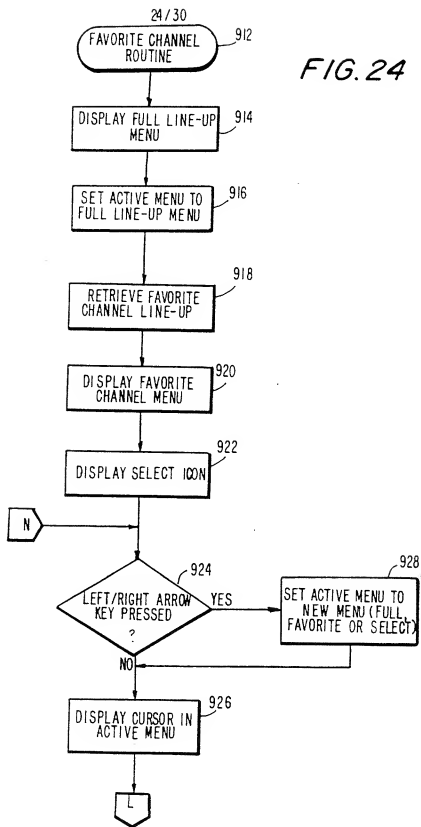 24/30
FAVORITE CHANNEL
ROUTINE
912
FIG. 24
DISPLAY FULL LINE-UP
MENU
914
SET ACTIVE MENU TO
FULL LINE-UP MENU
916
RETRIEVE FAVORITE
CHANNEL LINE-UP
918
DISPLAY FAVORITE
CHANNEL MENU
920
DISPLAY SELECT ICON
922
N
LEFT/RIGHT ARROW
KEY PRESSED
?
924
YES
SET ACTIVE MENU TO
NEW MENU (FULL,
FAVORITE OR SELECT)
928
NO
DISPLAY CURSOR IN
ACTIVE MENU
926
L